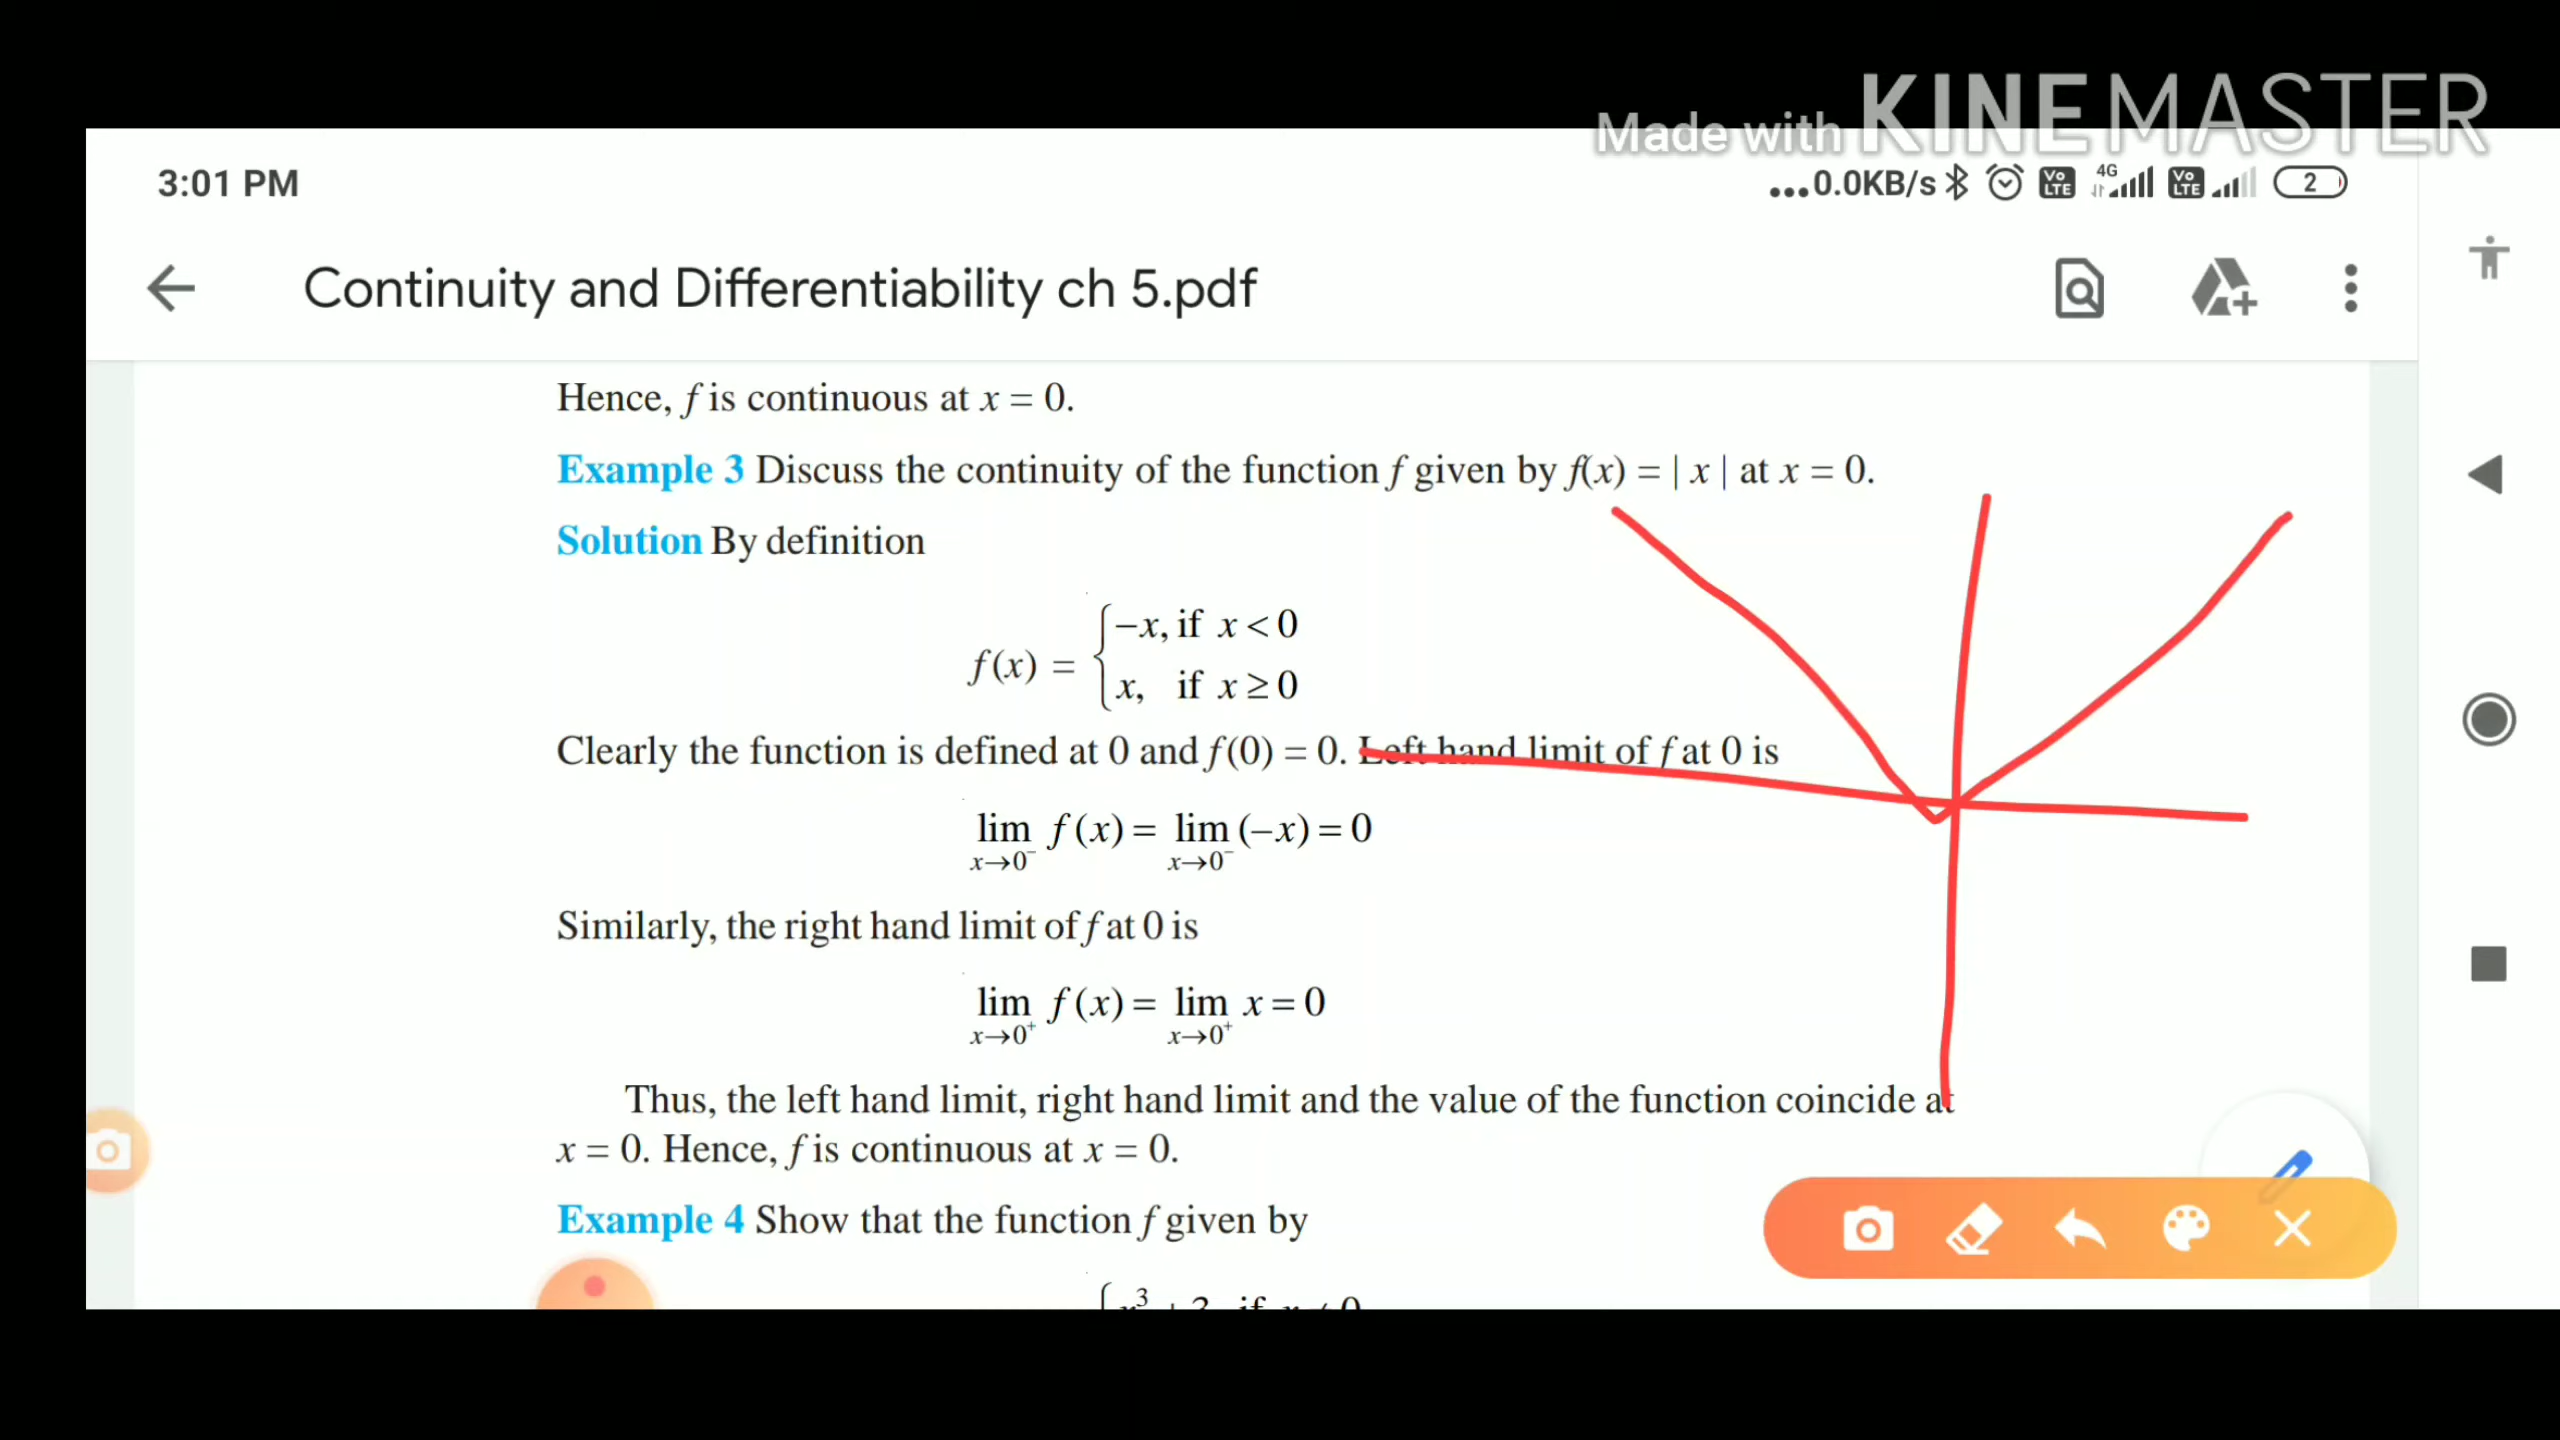 Made with KINEMASTER
3:01 PM
...0.0KB/s Vo LTE 4G Vo LTE 2
Continuity and Differentiability ch 5.pdf
Hence, f is continuous at x = 0.
Example 3 Discuss the continuity of the function f given by f(x) = | x | at x = 0.
Solution By definition
f(x) = { −x, if x < 0
x, if x ≥ 0
Clearly the function is defined at 0 and f(0) = 0. Left hand limit of f at 0 is
lim x→0⁻ f(x) = lim x→0⁻ (−x) = 0
Similarly, the right hand limit of f at 0 is
lim x→0⁺ f(x) = lim x→0⁺ x = 0
Thus, the left hand limit, right hand limit and the value of the function coincide at
x = 0. Hence, f is continuous at x = 0.
Example 4 Show that the function f given by